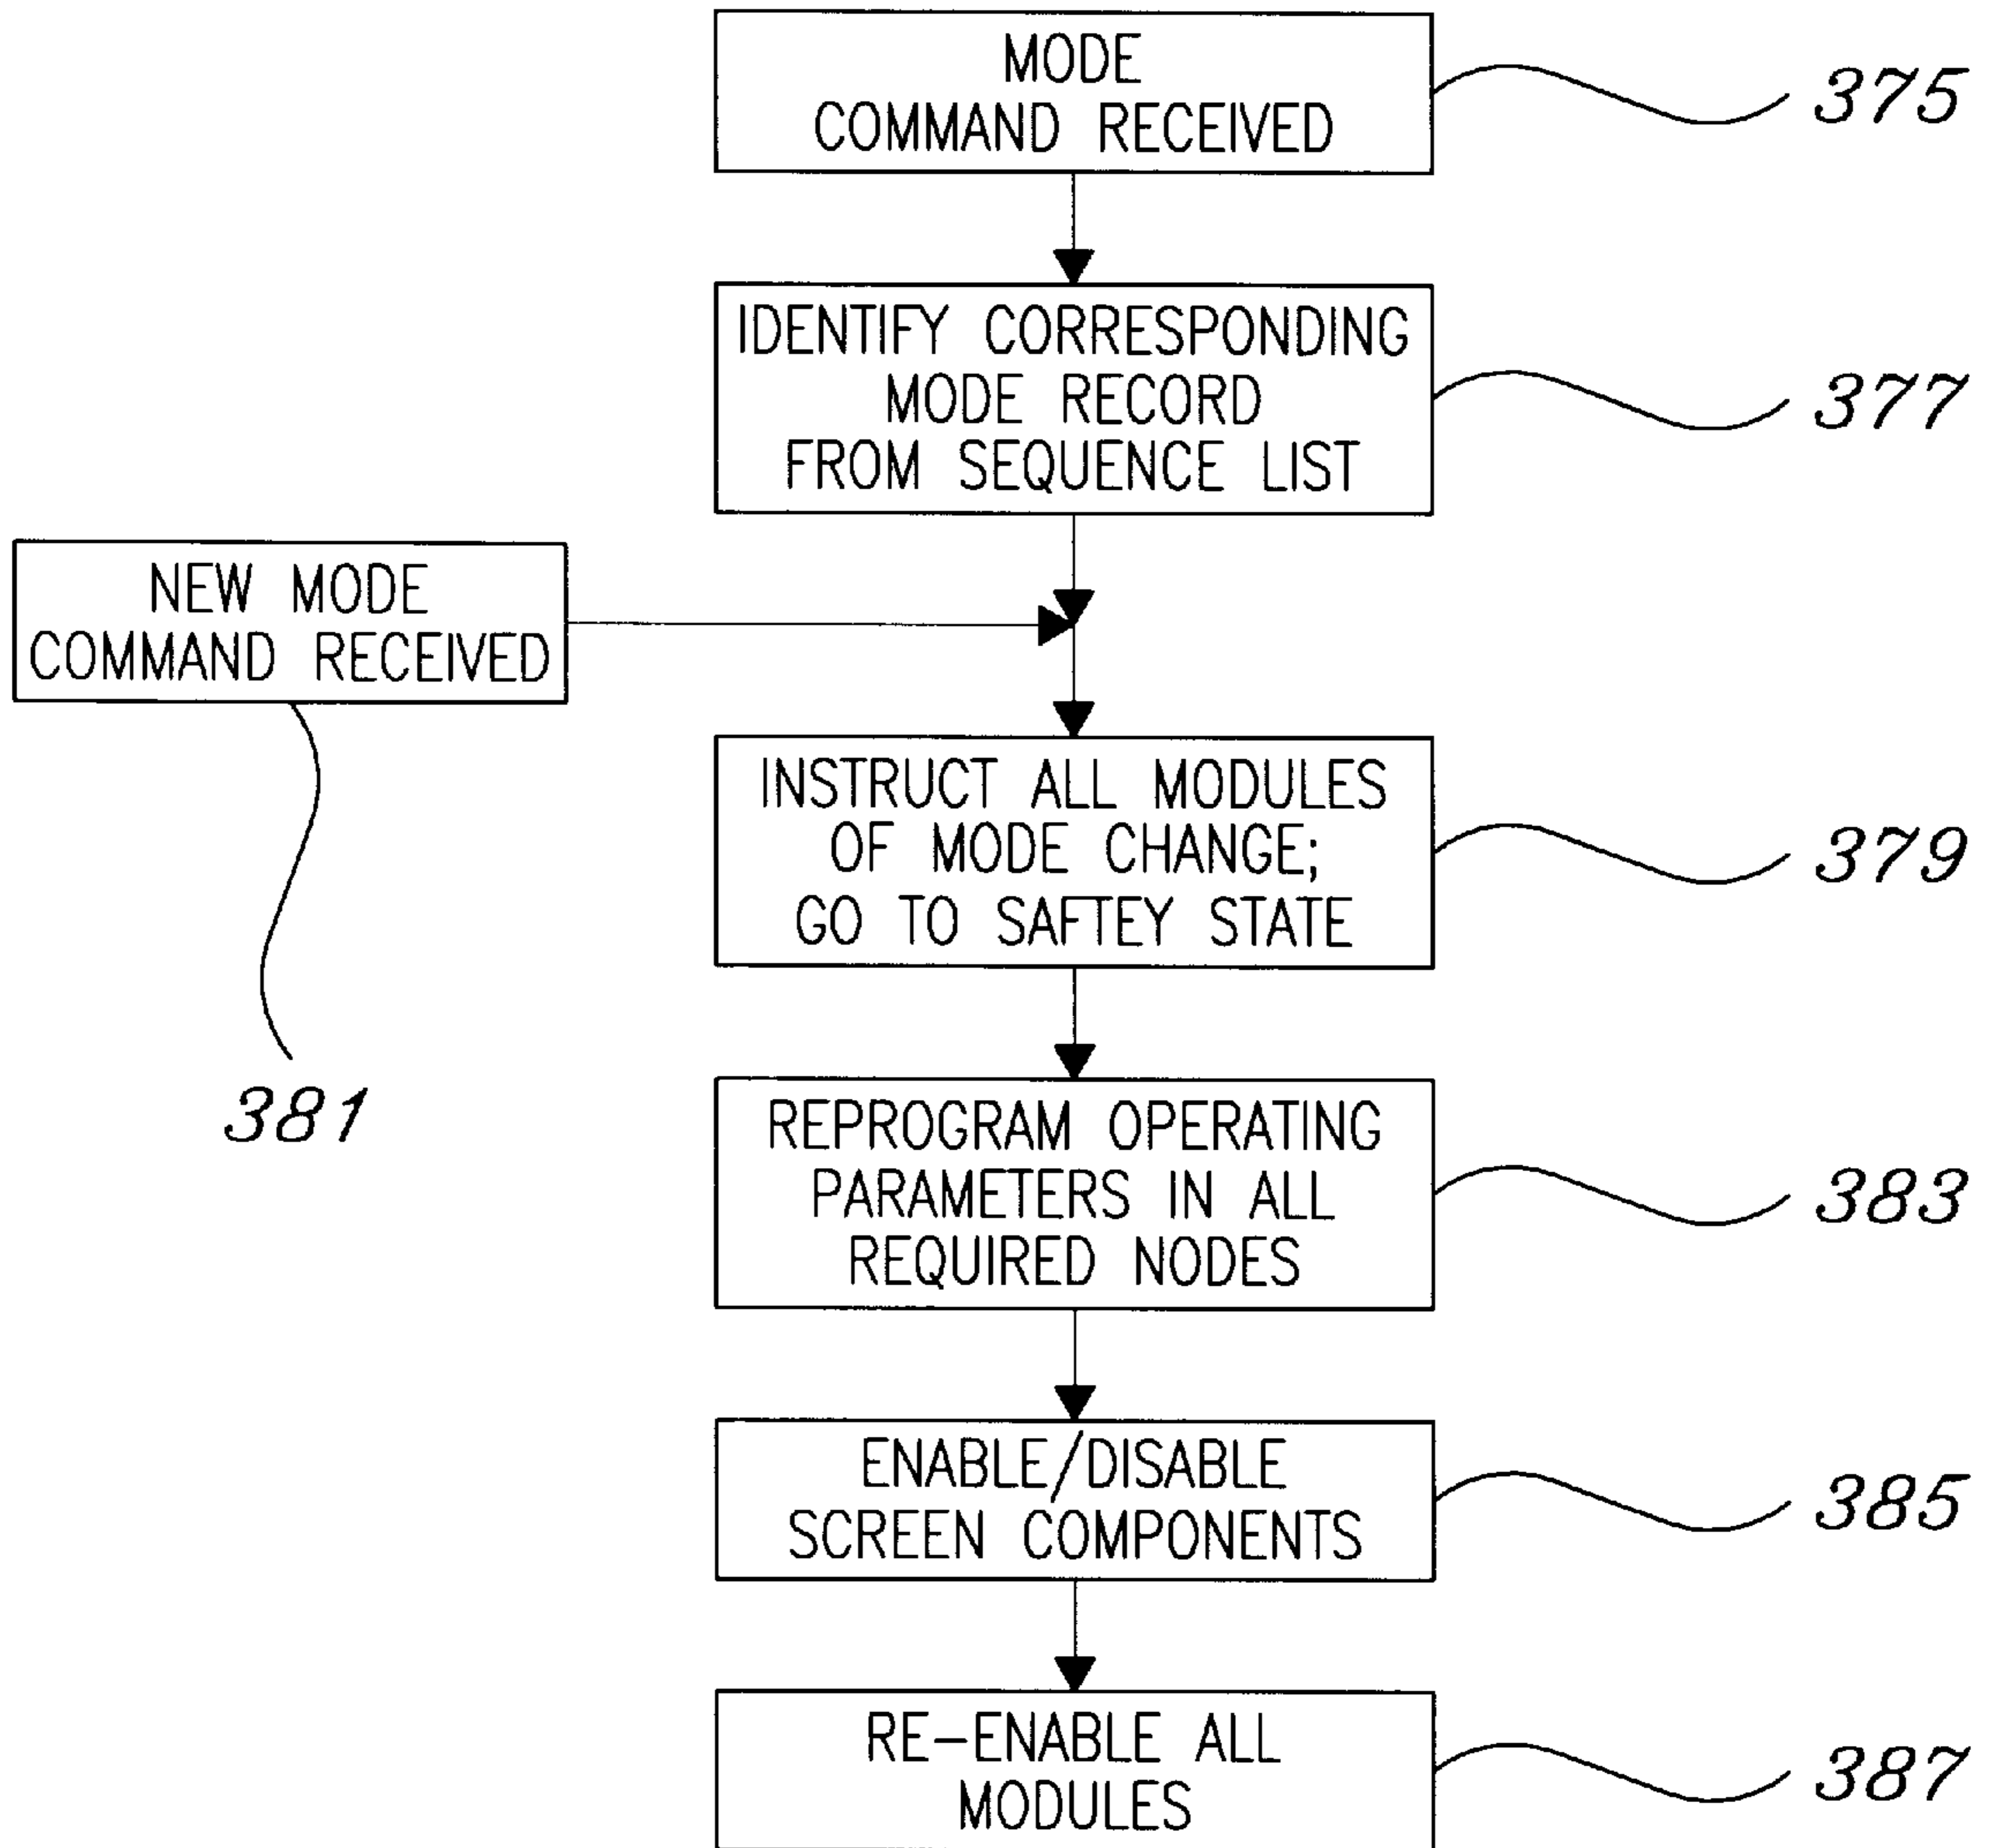 MODE
COMMAND RECEIVED
375
IDENTIFY CORRESPONDING
MODE RECORD
FROM SEQUENCE LIST
377
NEW MODE
COMMAND RECEIVED
381
INSTRUCT ALL MODULES
OF MODE CHANGE;
GO TO SAFTEY STATE
379
REPROGRAM OPERATING
PARAMETERS IN ALL
REQUIRED NODES
383
ENABLE/DISABLE
SCREEN COMPONENTS
385
RE-ENABLE ALL
MODULES
387